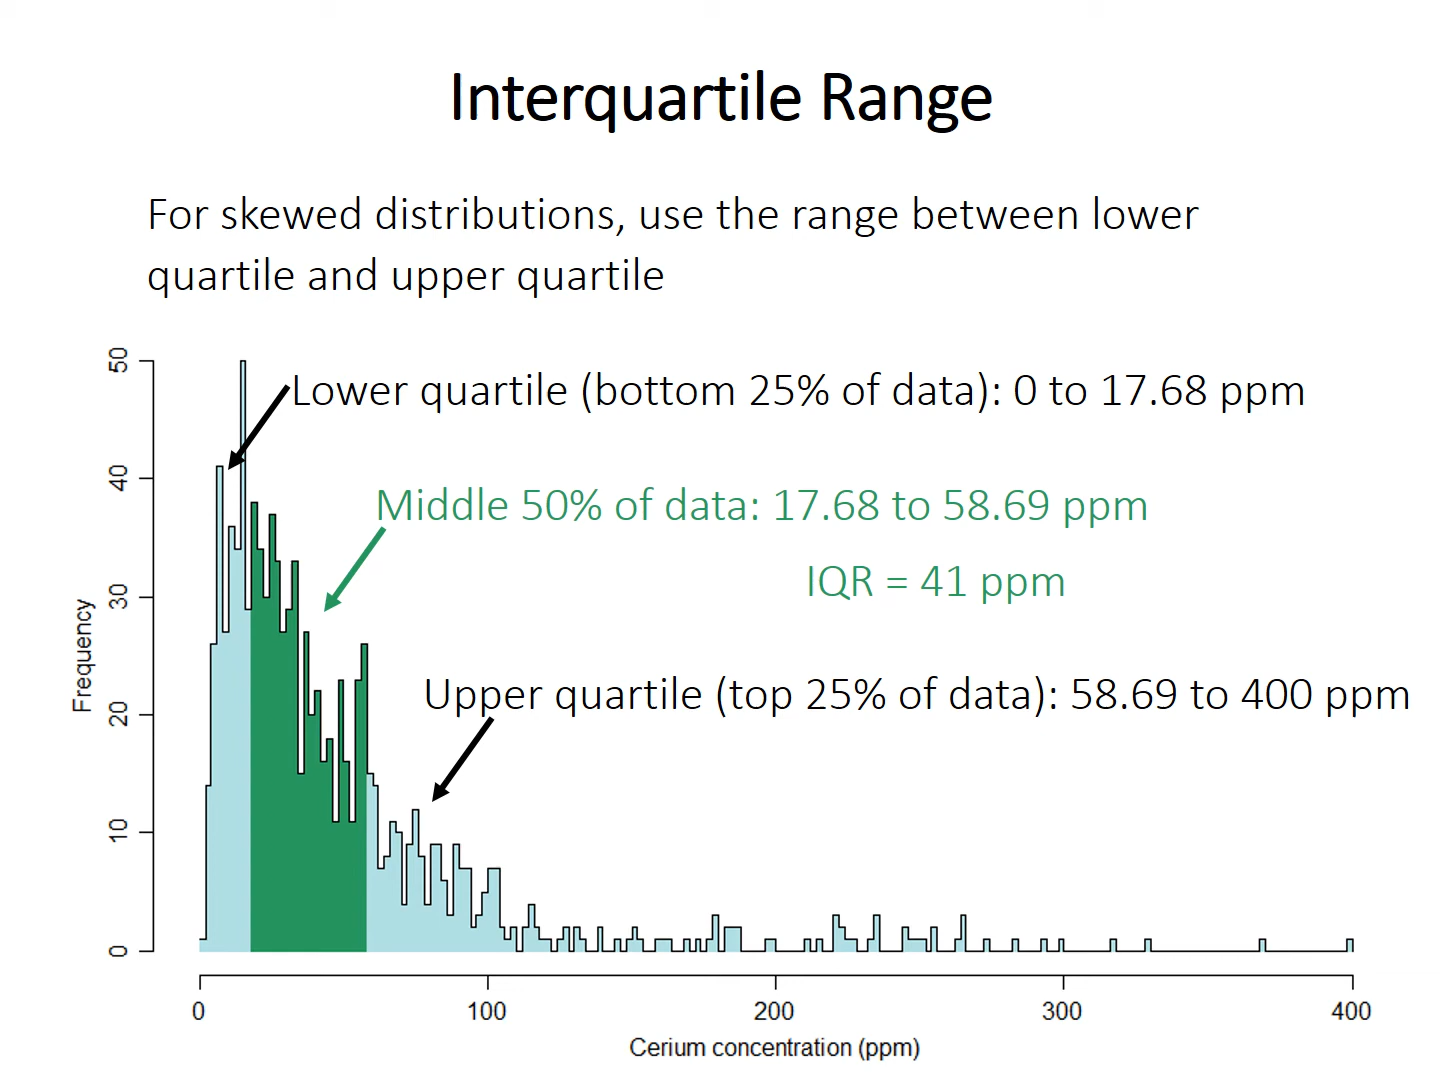 Interquartile Range
For skewed distributions, use the range between lower
quartile and upper quartile
50
Lower quartile (bottom 25% of data): 0 to 17.68 ppm
40
Middle 50% of data: 17.68 to 58.69 ppm
IQR = 41 ppm
30
Frequency
Upper quartile (top 25% of data): 58.69 to 400 ppm
20
10
0
0 100 200 300 400
Cerium concentration (ppm)